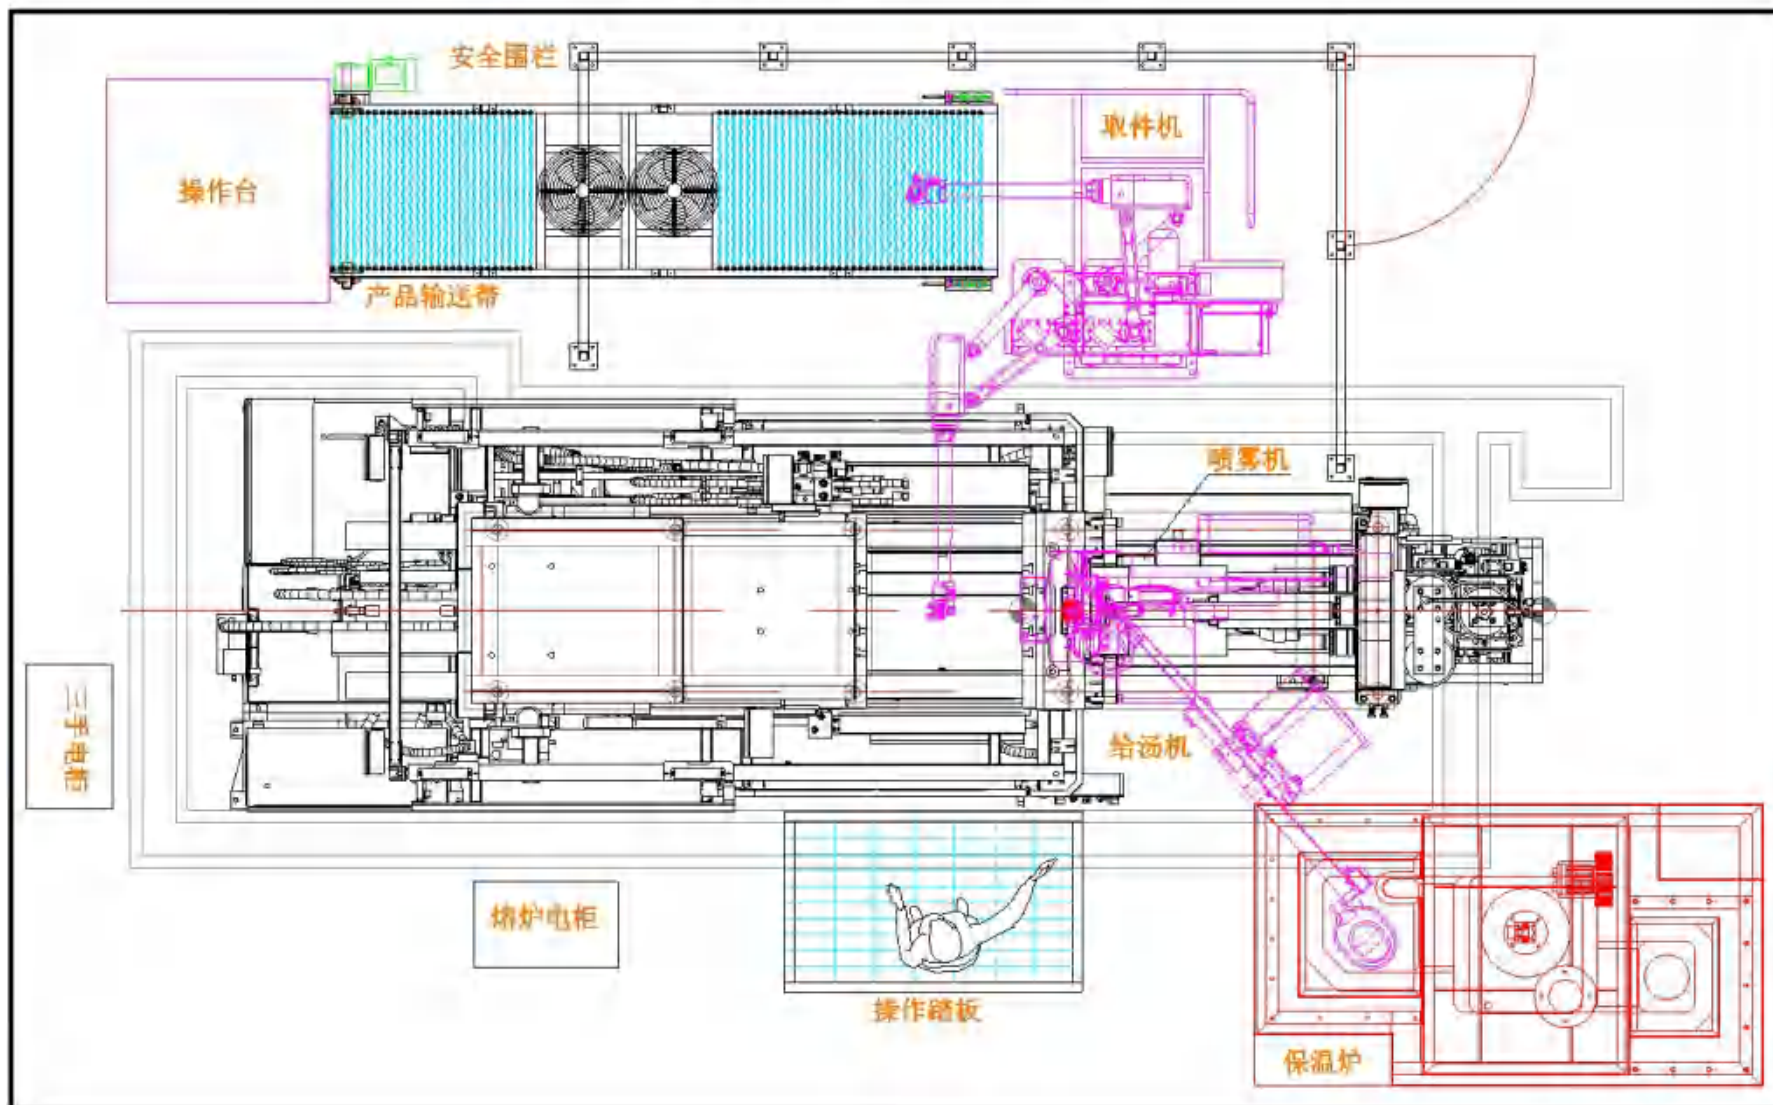 安全围栏
取件机
操作台
产品输送带
喷雾机
三手电柜
给汤机
熔炉电柜
操作踏板
保温炉